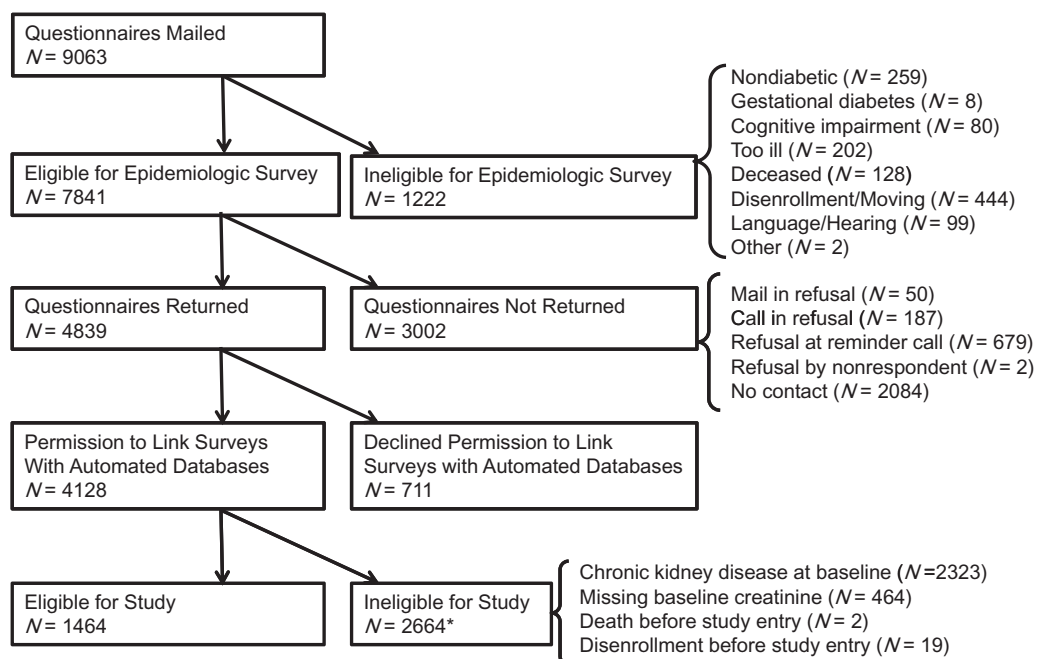 Questionnaires Mailed
N = 9063
Nondiabetic (N = 259)
Gestational diabetes (N = 8)
Cognitive impairment (N = 80)
Too ill (N = 202)
Deceased (N = 128)
Disenrollment/Moving (N = 444)
Language/Hearing (N = 99)
Other (N = 2)
Eligible for Epidemiologic Survey
N = 7841
Ineligible for Epidemiologic Survey
N = 1222
Questionnaires Returned
N = 4839
Questionnaires Not Returned
N = 3002
Mail in refusal (N = 50)
Call in refusal (N = 187)
Refusal at reminder call (N = 679)
Refusal by nonrespondent (N = 2)
No contact (N = 2084)
Permission to Link Surveys
With Automated Databases
N = 4128
Declined Permission to Link
Surveys with Automated Databases
N = 711
Eligible for Study
N = 1464
Ineligible for Study
N = 2664*
Chronic kidney disease at baseline (N=2323)
Missing baseline creatinine (N = 464)
Death before study entry (N = 2)
Disenrollment before study entry (N = 19)